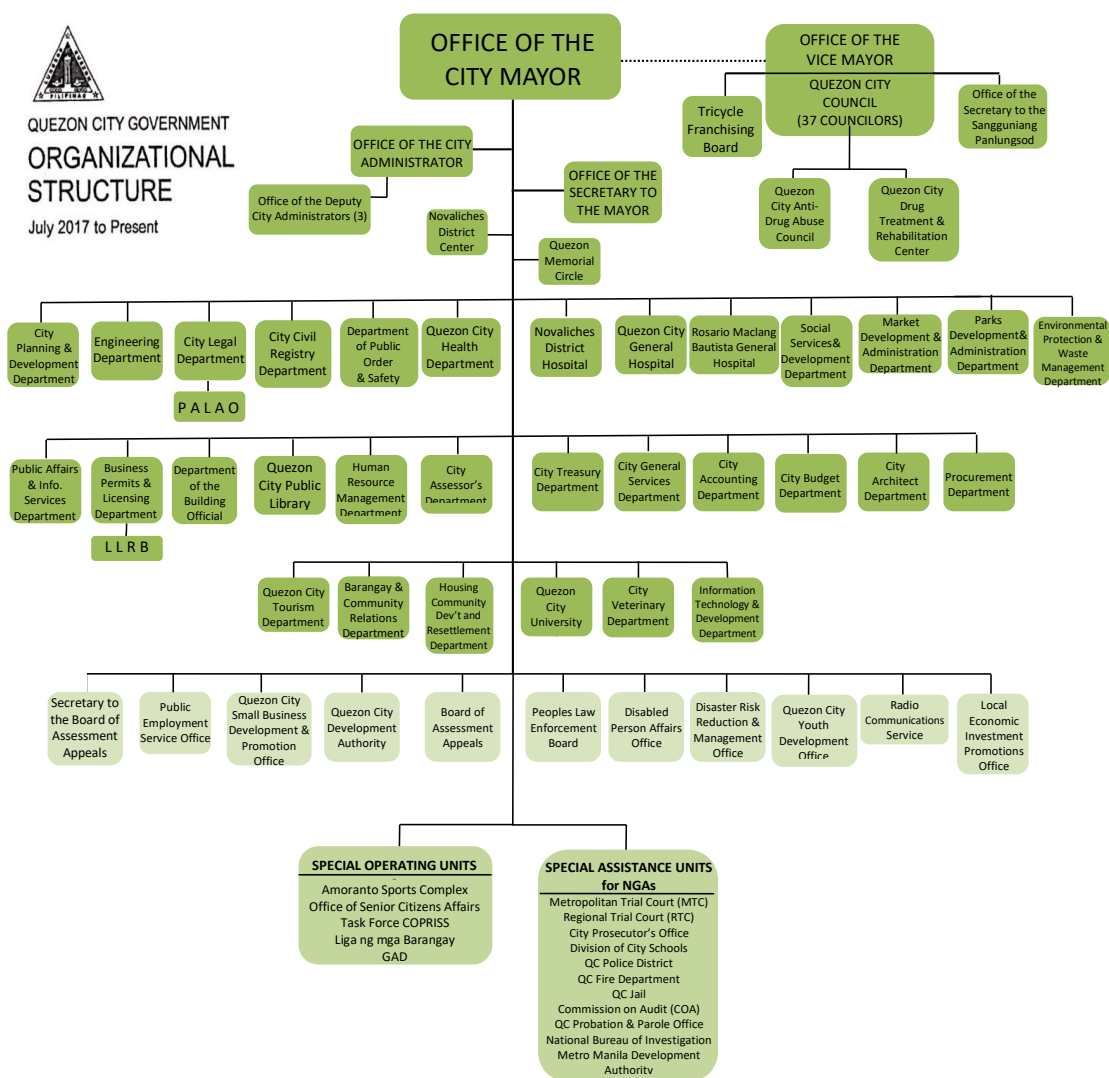 PILIPINAS
QUEZON CITY GOVERNMENT
ORGANIZATIONAL
STRUCTURE
July 2017 to Present
OFFICE OF THE
CITY MAYOR
OFFICE OF THE
VICE MAYOR
QUEZON CITY
COUNCIL
(37 COUNCILORS)
Tricycle
Franchising
Board
Office of the
Secretary to the
Sangguniang
Panlungsod
OFFICE OF THE CITY
ADMINISTRATOR
Office of the Deputy
City Administrators (3)
OFFICE OF THE
SECRETARY TO
THE MAYOR
Quezon
City Anti-
Drug Abuse
Council
Quezon City
Drug
Treatment &
Rehabilitation
Center
Novaliches
District
Center
Quezon
Memorial
Circle
City
Planning &
Development
Department
Engineering
Department
City Legal
Department
City Civil
Registry
Department
Department
of Public
Order
& Safety
Quezon City
Health
Department
Novaliches
District
Hospital
Quezon City
General
Hospital
Rosario Maclang
Bautista General
Hospital
Social
Services&
Development
Department
Market
Development &
Administration
Department
Parks
Development&
Administration
Department
Environmental
Protection &
Waste
Management
Department
P A L A O
Public Affairs
& Info.
Services
Department
Business
Permits &
Licensing
Department
Department
of the
Building
Official
Quezon
City Public
Library
Human
Resource
Management
Department
City
Assessor's
Department
City Treasury
Department
City General
Services
Department
City
Accounting
Department
City Budget
Department
City
Architect
Department
Procurement
Department
L L R B
Quezon City
Tourism
Department
Barangay &
Community
Relations
Department
Housing
Community
Dev't and
Resettlement
Department
Quezon
City
University
City
Veterinary
Department
Information
Technology &
Development
Department
Secretary to
the Board of
Assessment
Appeals
Public
Employment
Service Office
Quezon City
Small Business
Development &
Promotion
Office
Quezon City
Development
Authority
Board of
Assessment
Appeals
Peoples Law
Enforcement
Board
Disabled
Person Affairs
Office
Disaster Risk
Reduction &
Management
Office
Quezon City
Youth
Development
Office
Radio
Communications
Service
Local
Economic
Investment
Promotions
Office
SPECIAL OPERATING UNITS
Amoranto Sports Complex
Office of Senior Citizens Affairs
Task Force COPRISS
Liga ng mga Barangay
GAD
SPECIAL ASSISTANCE UNITS
for NGAs
Metropolitan Trial Court (MTC)
Regional Trial Court (RTC)
City Prosecutor's Office
Division of City Schools
QC Police District
QC Fire Department
QC Jail
Commission on Audit (COA)
QC Probation & Parole Office
National Bureau of Investigation
Metro Manila Development
Authority